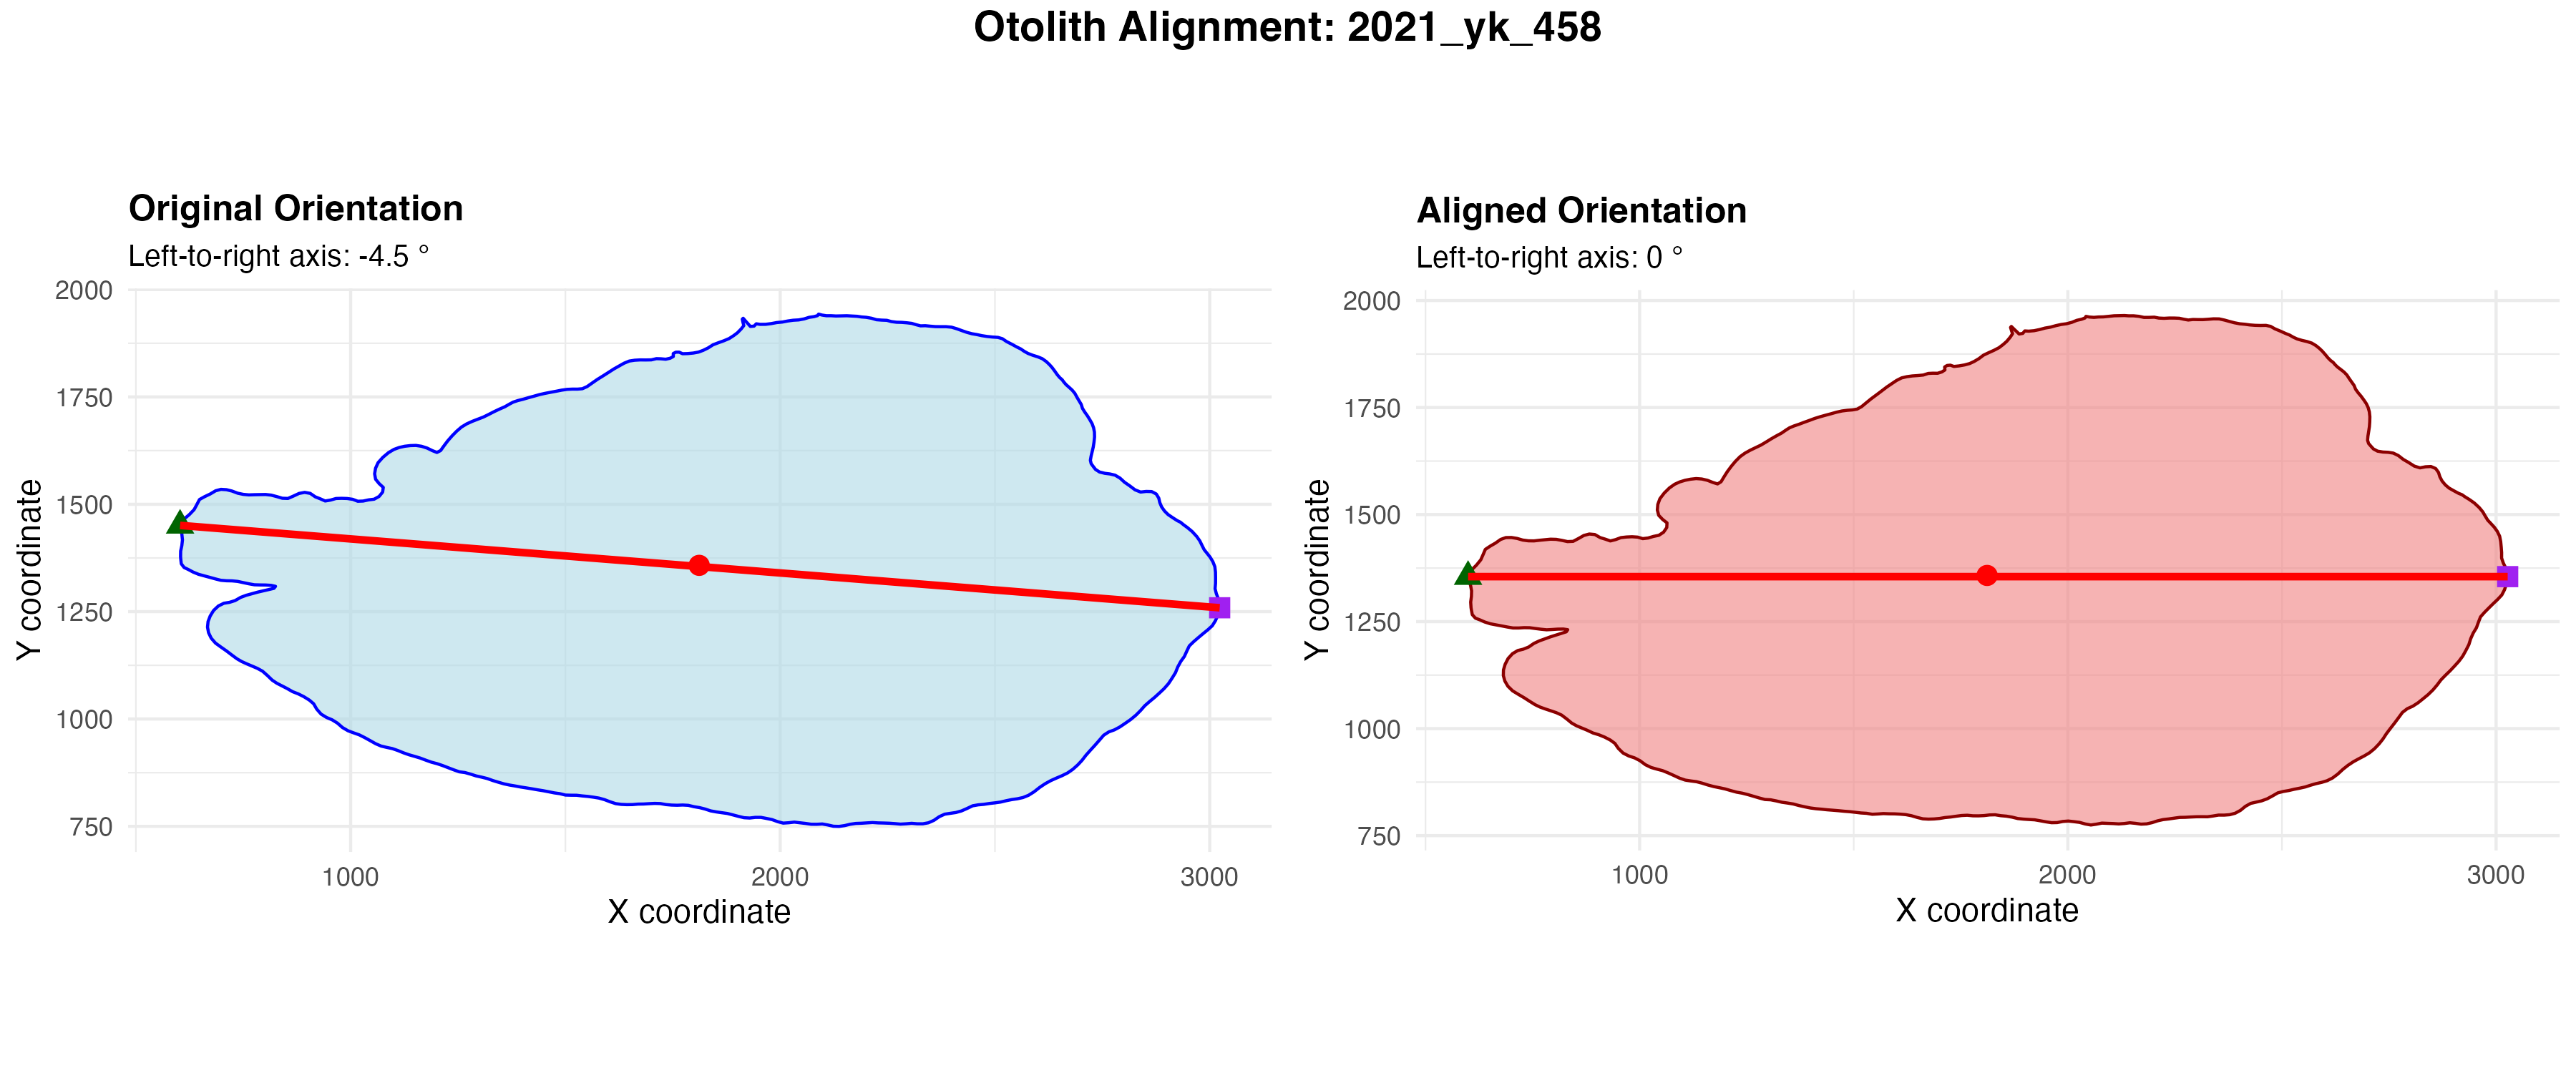 Otolith Alignment: 2021_yk_458
Original Orientation
Left-to-right axis: -4.5 °
2000
1750
1500
1250
1000
750
Y coordinate
1000
2000
3000
X coordinate
Aligned Orientation
Left-to-right axis: 0 °
2000
1750
1500
1250
1000
750
Y coordinate
1000
2000
3000
X coordinate